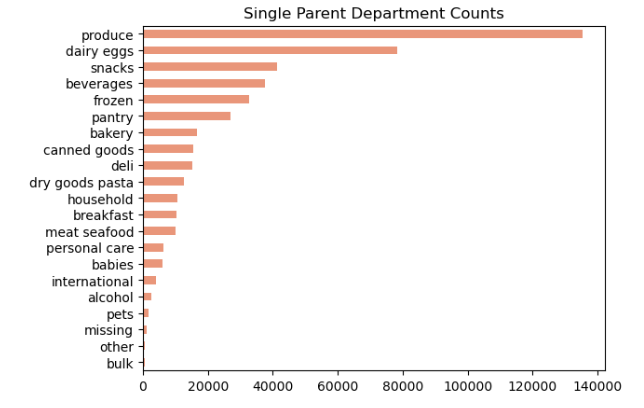 Single Parent Department Counts
produce
dairy eggs
snacks
beverages
frozen
pantry
bakery
canned goods
deli
dry goods pasta
household
breakfast
meat seafood
personal care
babies
international
alcohol
pets
missing
other
bulk
0 20000 40000 60000 80000 100000 120000 140000